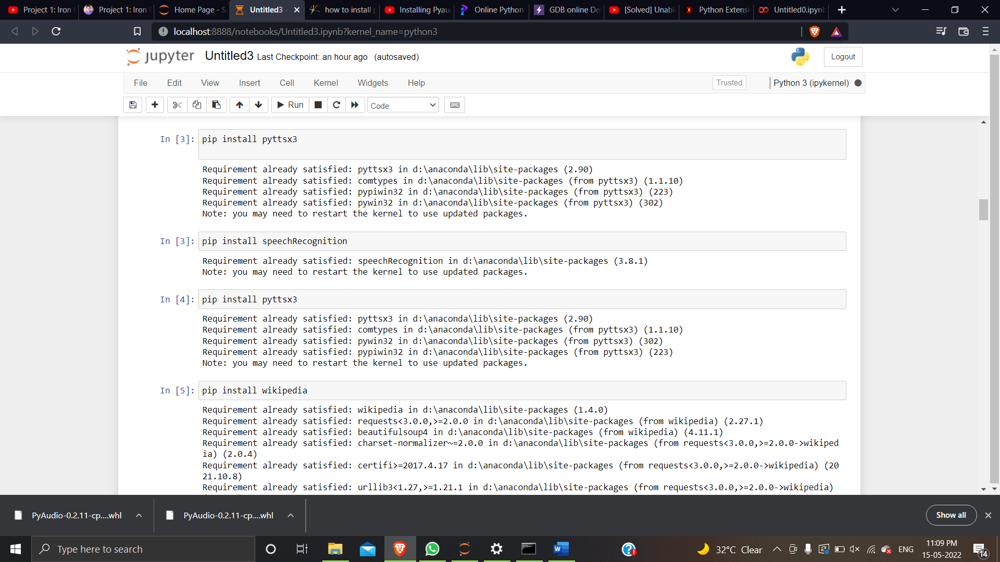 Project 1: Iron
Project 1: Iron
Home Page - S
Untitled3 -
how to install p
Installing Pyau
Online Python
GDB online De
[Solved] Unabl
Python Extensi
Untitled0.ipynb
localhost:8888/notebooks/Untitled3.ipynb?kernel_name=python3
jupyter Untitled3 Last Checkpoint: an hour ago (autosaved)
Logout
File Edit View Insert Cell Kernel Widgets Help
Trusted
Python 3 (ipykernel)
Run
Code
In [3]: pip install pyttsx3
Requirement already satisfied: pyttsx3 in d:\anaconda\lib\site-packages (2.90)
Requirement already satisfied: comtypes in d:\anaconda\lib\site-packages (from pyttsx3) (1.1.10)
Requirement already satisfied: pypiwin32 in d:\anaconda\lib\site-packages (from pyttsx3) (223)
Requirement already satisfied: pywin32 in d:\anaconda\lib\site-packages (from pyttsx3) (302)
Note: you may need to restart the kernel to use updated packages.
In [3]: pip install speechRecognition
Requirement already satisfied: speechRecognition in d:\anaconda\lib\site-packages (3.8.1)
Note: you may need to restart the kernel to use updated packages.
In [4]: pip install pyttsx3
Requirement already satisfied: pyttsx3 in d:\anaconda\lib\site-packages (2.90)
Requirement already satisfied: comtypes in d:\anaconda\lib\site-packages (from pyttsx3) (1.1.10)
Requirement already satisfied: pywin32 in d:\anaconda\lib\site-packages (from pyttsx3) (302)
Requirement already satisfied: pypiwin32 in d:\anaconda\lib\site-packages (from pyttsx3) (223)
Note: you may need to restart the kernel to use updated packages.
In [5]: pip install wikipedia
Requirement already satisfied: wikipedia in d:\anaconda\lib\site-packages (1.4.0)
Requirement already satisfied: requests<3.0.0,>=2.0.0 in d:\anaconda\lib\site-packages (from wikipedia) (2.27.1)
Requirement already satisfied: beautifulsoup4 in d:\anaconda\lib\site-packages (from wikipedia) (4.11.1)
Requirement already satisfied: charset-normalizer~=2.0.0 in d:\anaconda\lib\site-packages (from requests<3.0.0,>=2.0.0->wikiped
ia) (2.0.4)
Requirement already satisfied: certifi>=2017.4.17 in d:\anaconda\lib\site-packages (from requests<3.0.0,>=2.0.0->wikipedia) (20
21.10.8)
Requirement already satisfied: urllib3<1.27,>=1.21.1 in d:\anaconda\lib\site-packages (from requests<3.0.0,>=2.0.0->wikipedia)
PyAudio-0.2.11-cp....whl
PyAudio-0.2.11-cp....whl
Show all
Type here to search
32°C Clear
ENG
11:09 PM
15-05-2022
14